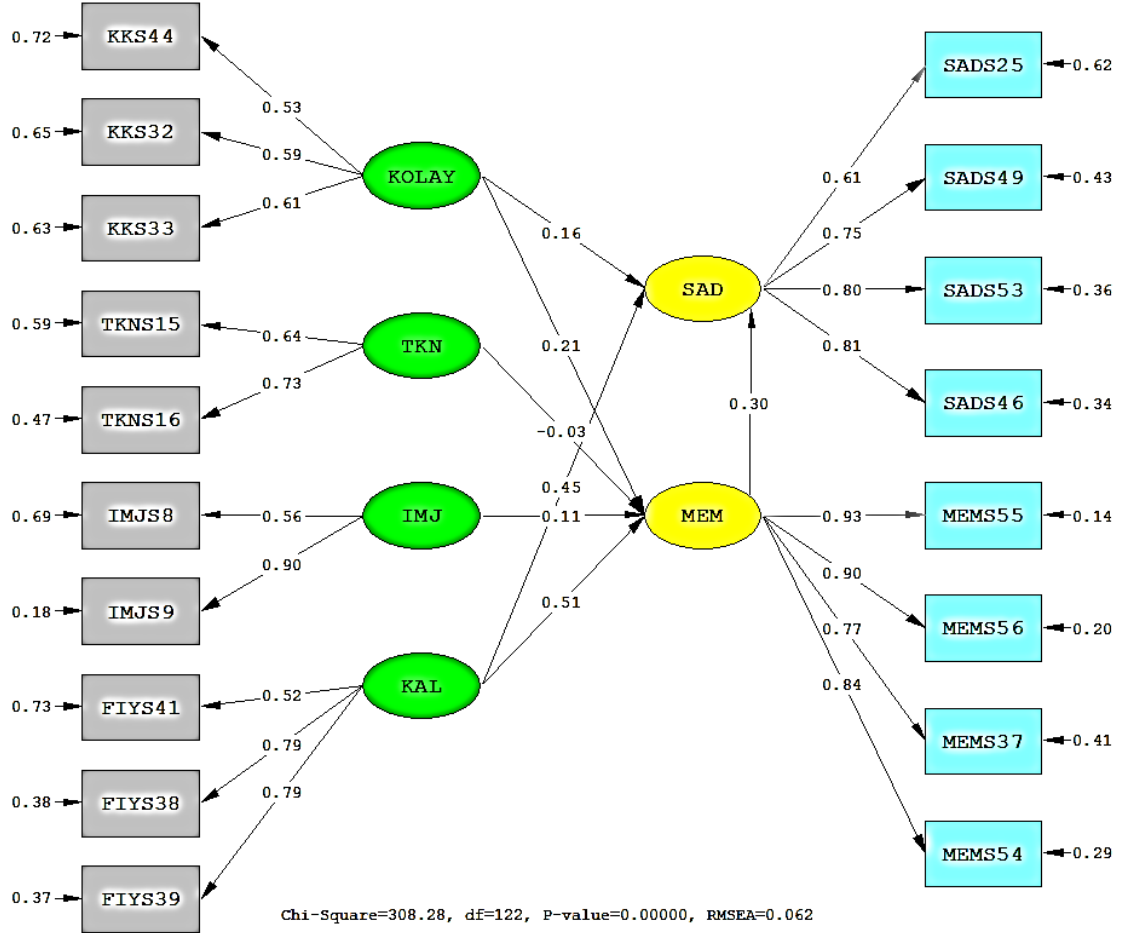 0.72 KKS44
0.65 KKS32
0.63 KKS33
0.59 TKNS15
0.47 TKNS16
0.69 IMJS8
0.18 IMJS9
0.73 FIYS41
0.38 FIYS38
0.37 FIYS39
0.53
0.59
0.61
0.64
0.73
0.56
0.90
0.52
0.79
0.79
KOLAY
TKN
IMJ
KAL
0.16
0.21
-0.03
0.45
0.11
0.51
SAD
0.30
MEM
0.61
0.75
0.80
0.81
0.93
0.90
0.77
0.84
SADS25 0.62
SADS49 0.43
SADS53 0.36
SADS46 0.34
MEMS55 0.14
MEMS56 0.20
MEMS37 0.41
MEMS54 0.29
Chi-Square=308.28, df=122, P-value=0.00000, RMSEA=0.062